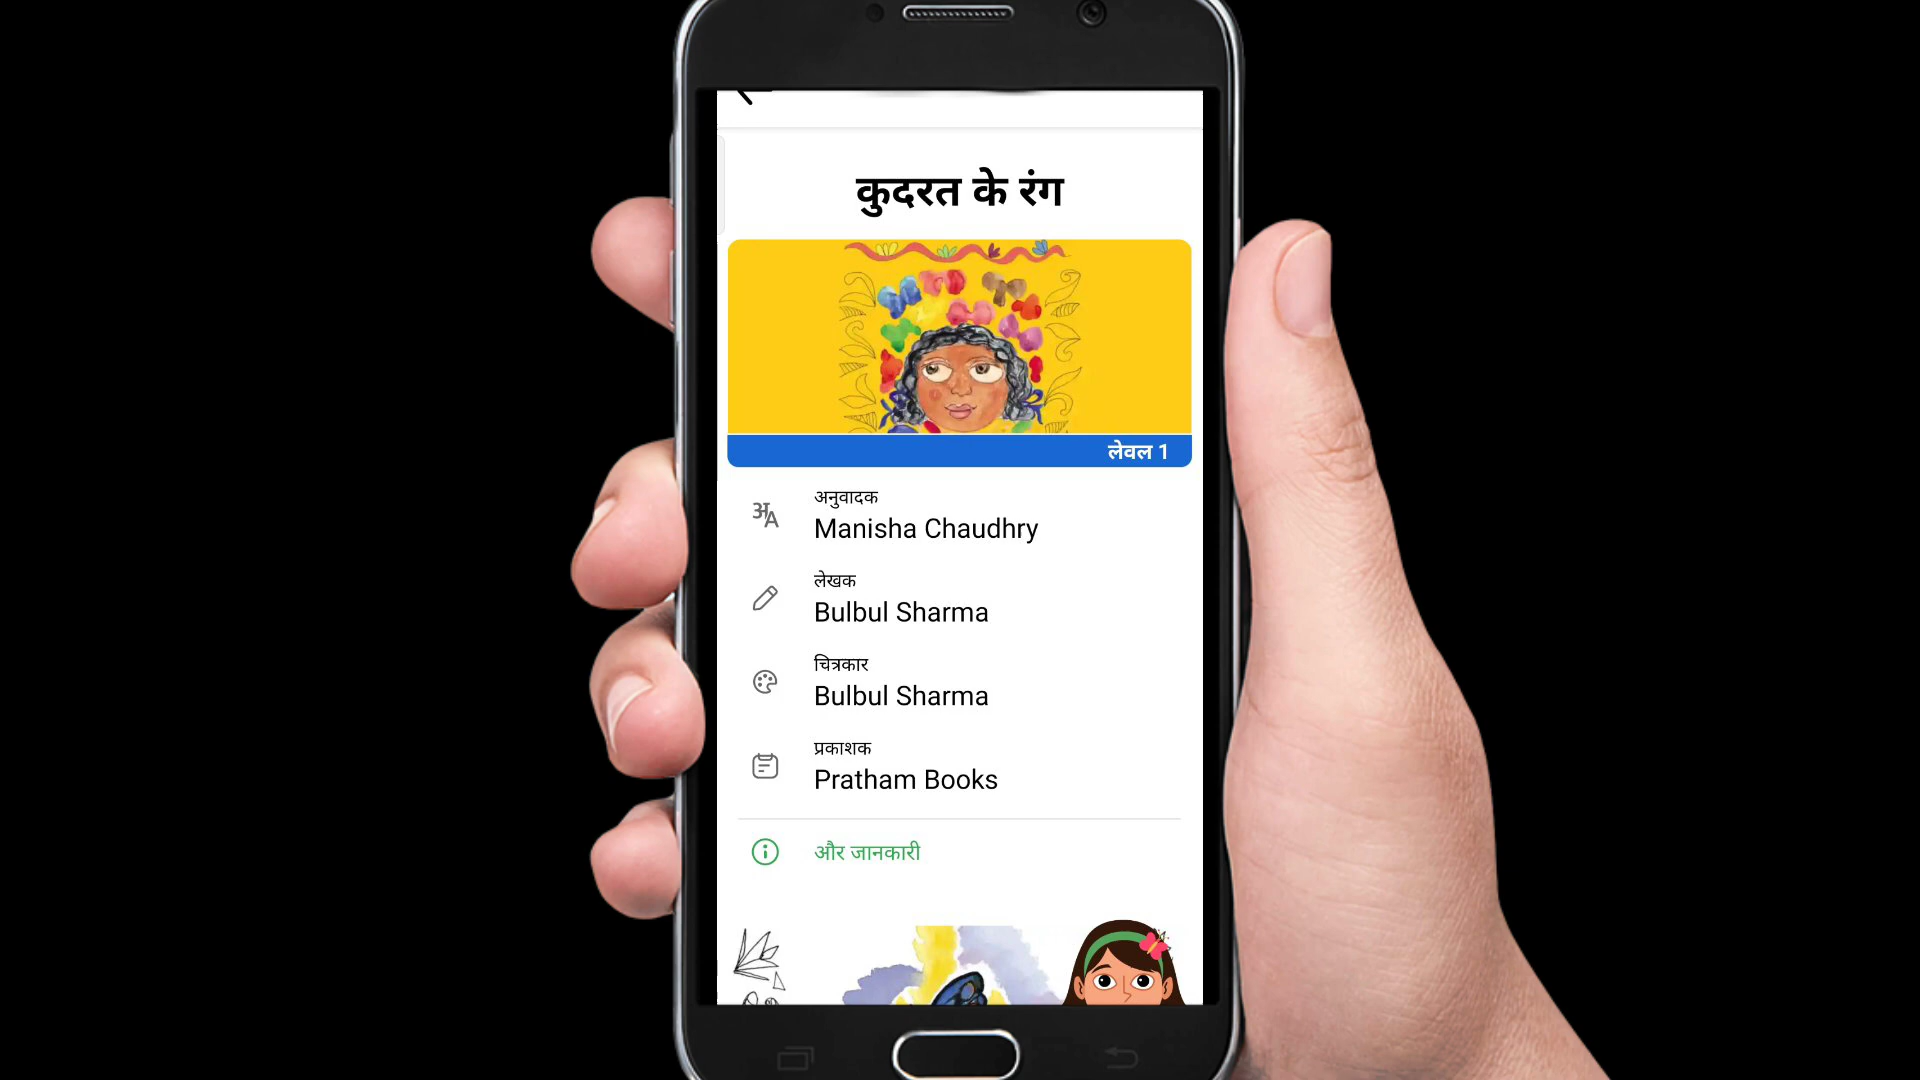 कुदरत के रंग
लेवल 1
अनुवादक
Manisha Chaudhry
लेखक
Bulbul Sharma
चित्रकार
Bulbul Sharma
प्रकाशक
Pratham Books
और जानकारी